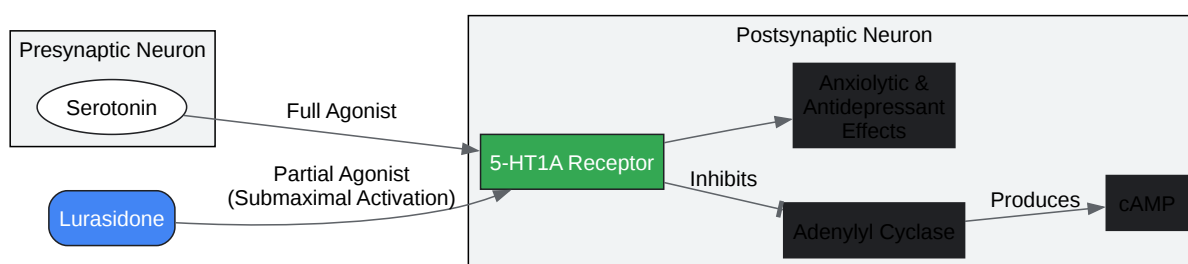 Presynaptic Neuron
Serotonin
Full Agonist
Lurasidone
Partial Agonist
(Submaximal Activation)
Postsynaptic Neuron
5-HT1A Receptor
Anxiolytic &
Antidepressant
Effects
Inhibits
Adenylyl Cyclase
Produces
cAMP